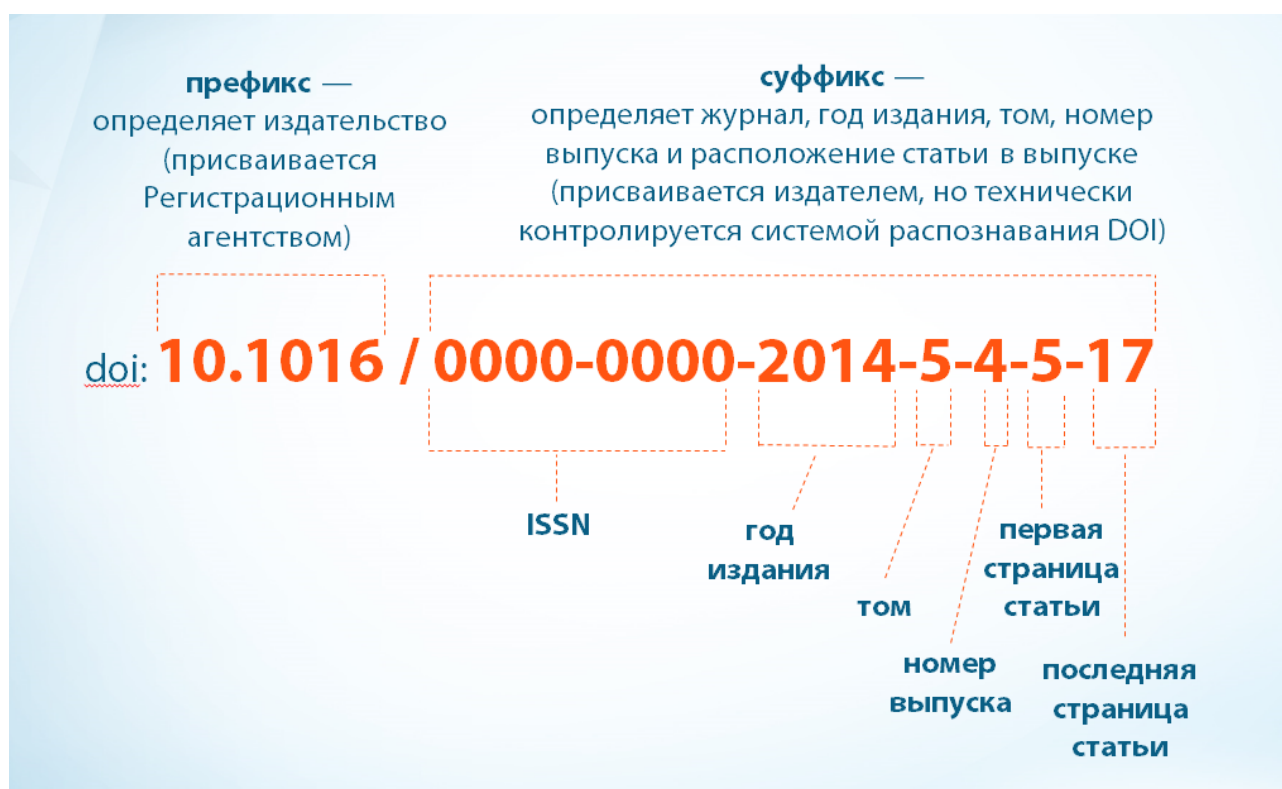 префикс —
определяет издательство
(присваивается
Регистрационным
агентством)
суффикс —
определяет журнал, год издания, том, номер
выпуска и расположение статьи в выпуске
(присваивается издателем, но технически
контролируется системой распознавания DOI)
doi: 10.1016 / 0000-0000-2014-5-4-5-17
ISSN
год
издания
том
номер
выпуска
первая
страница
статьи
последняя
страница
статьи